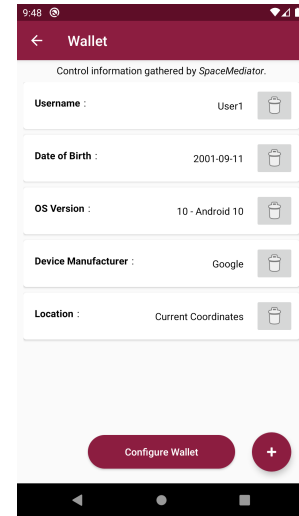 9:48
Wallet
Control information gathered by SpaceMediator.
Username : User1
Date of Birth : 2001-09-11
OS Version : 10 - Android 10
Device Manufacturer : Google
Location : Current Coordinates
Configure Wallet +